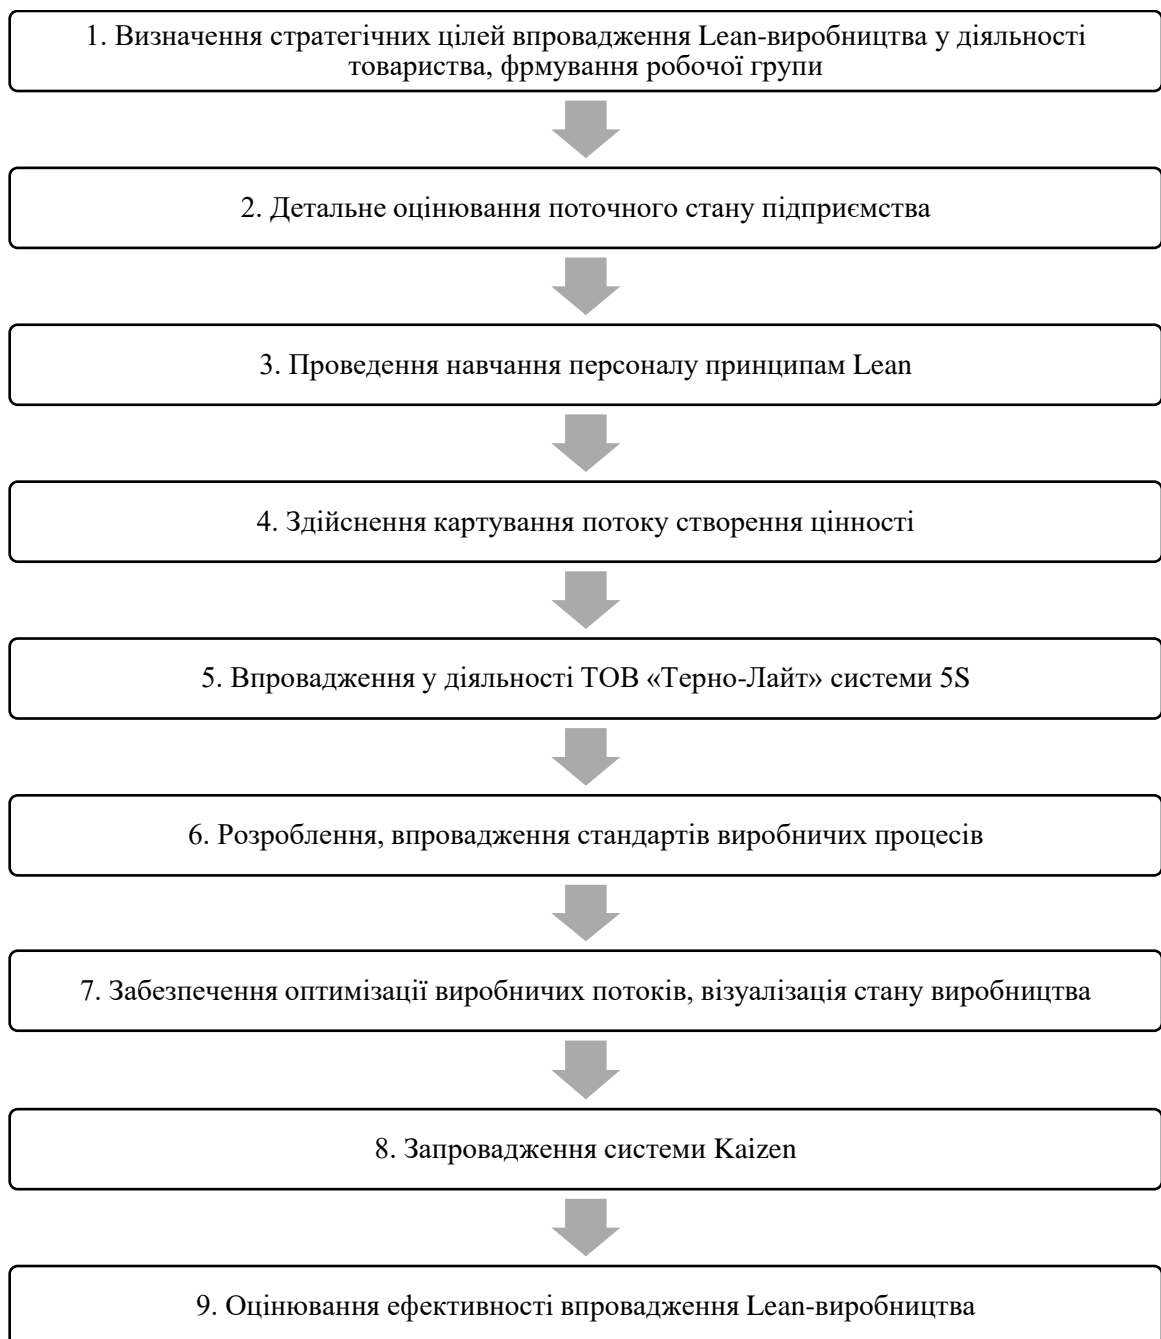 1. Визначення стратегічних цілей впровадження Lean-виробництва у діяльності
товариства, фрмування робочої групи
2. Детальне оцінювання поточного стану підприємства
3. Проведення навчання персоналу принципам Lean
4. Здійснення картування потоку створення цінності
5. Впровадження у діяльності ТОВ «Терно-Лайт» системи 5S
6. Розроблення, впровадження стандартів виробничих процесів
7. Забезпечення оптимізації виробничих потоків, візуалізація стану виробництва
8. Запровадження системи Kaizen
9. Оцінювання ефективності впровадження Lean-виробництва